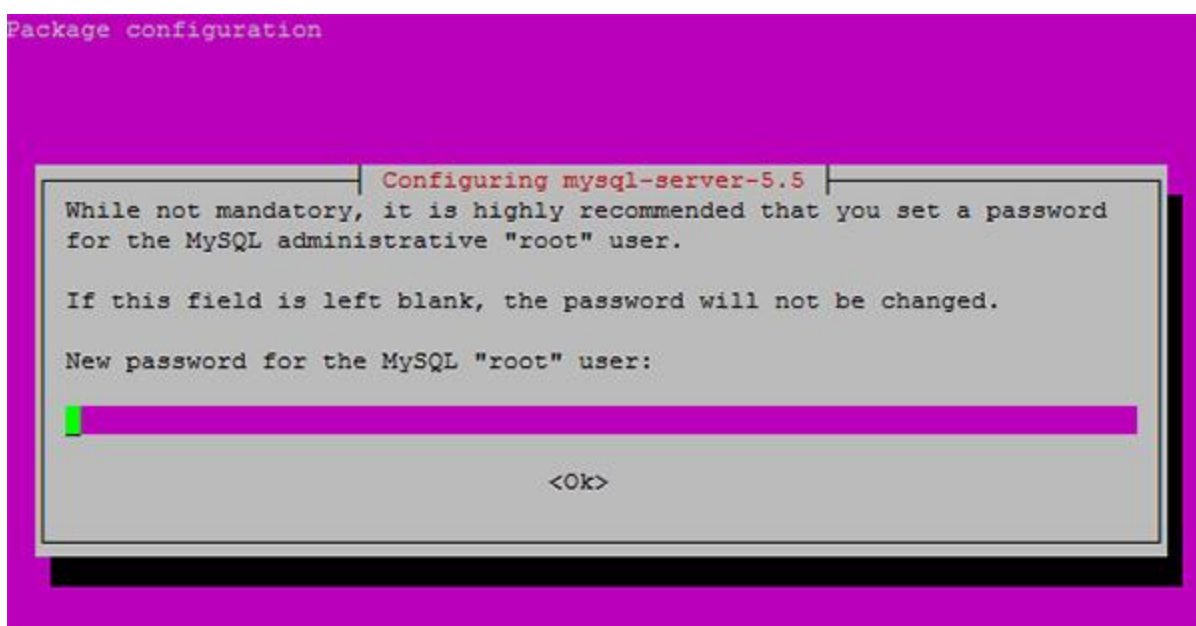 Package configuration
Configuring mysql-server-5.5
While not mandatory, it is highly recommended that you set a password
for the MySQL administrative "root" user.
If this field is left blank, the password will not be changed.
New password for the MySQL "root" user:
<Ok>